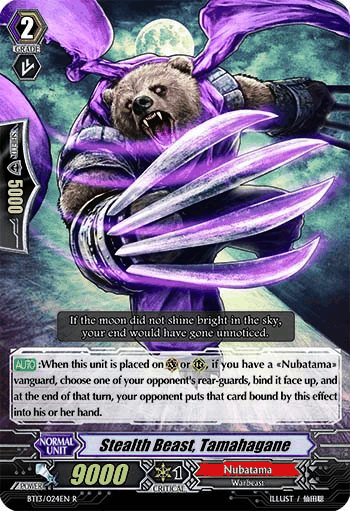 2
GRADE
SHIELD
5000
If the moon did not shine bright in the sky,
your end would have gone unnoticed.
AUTO :When this unit is placed on or , if you have a «Nubatama»
vanguard, choose one of your opponent's rear-guards, bind it face up, and
at the end of that turn, your opponent puts that card bound by this effect
into his or her hand.
NORMAL
UNIT
Stealth Beast, Tamahagane
POWER
9000
1
CRITICAL
Nubatama
Warbeast
BT13/024EN R
ILLUST / 仙田聡